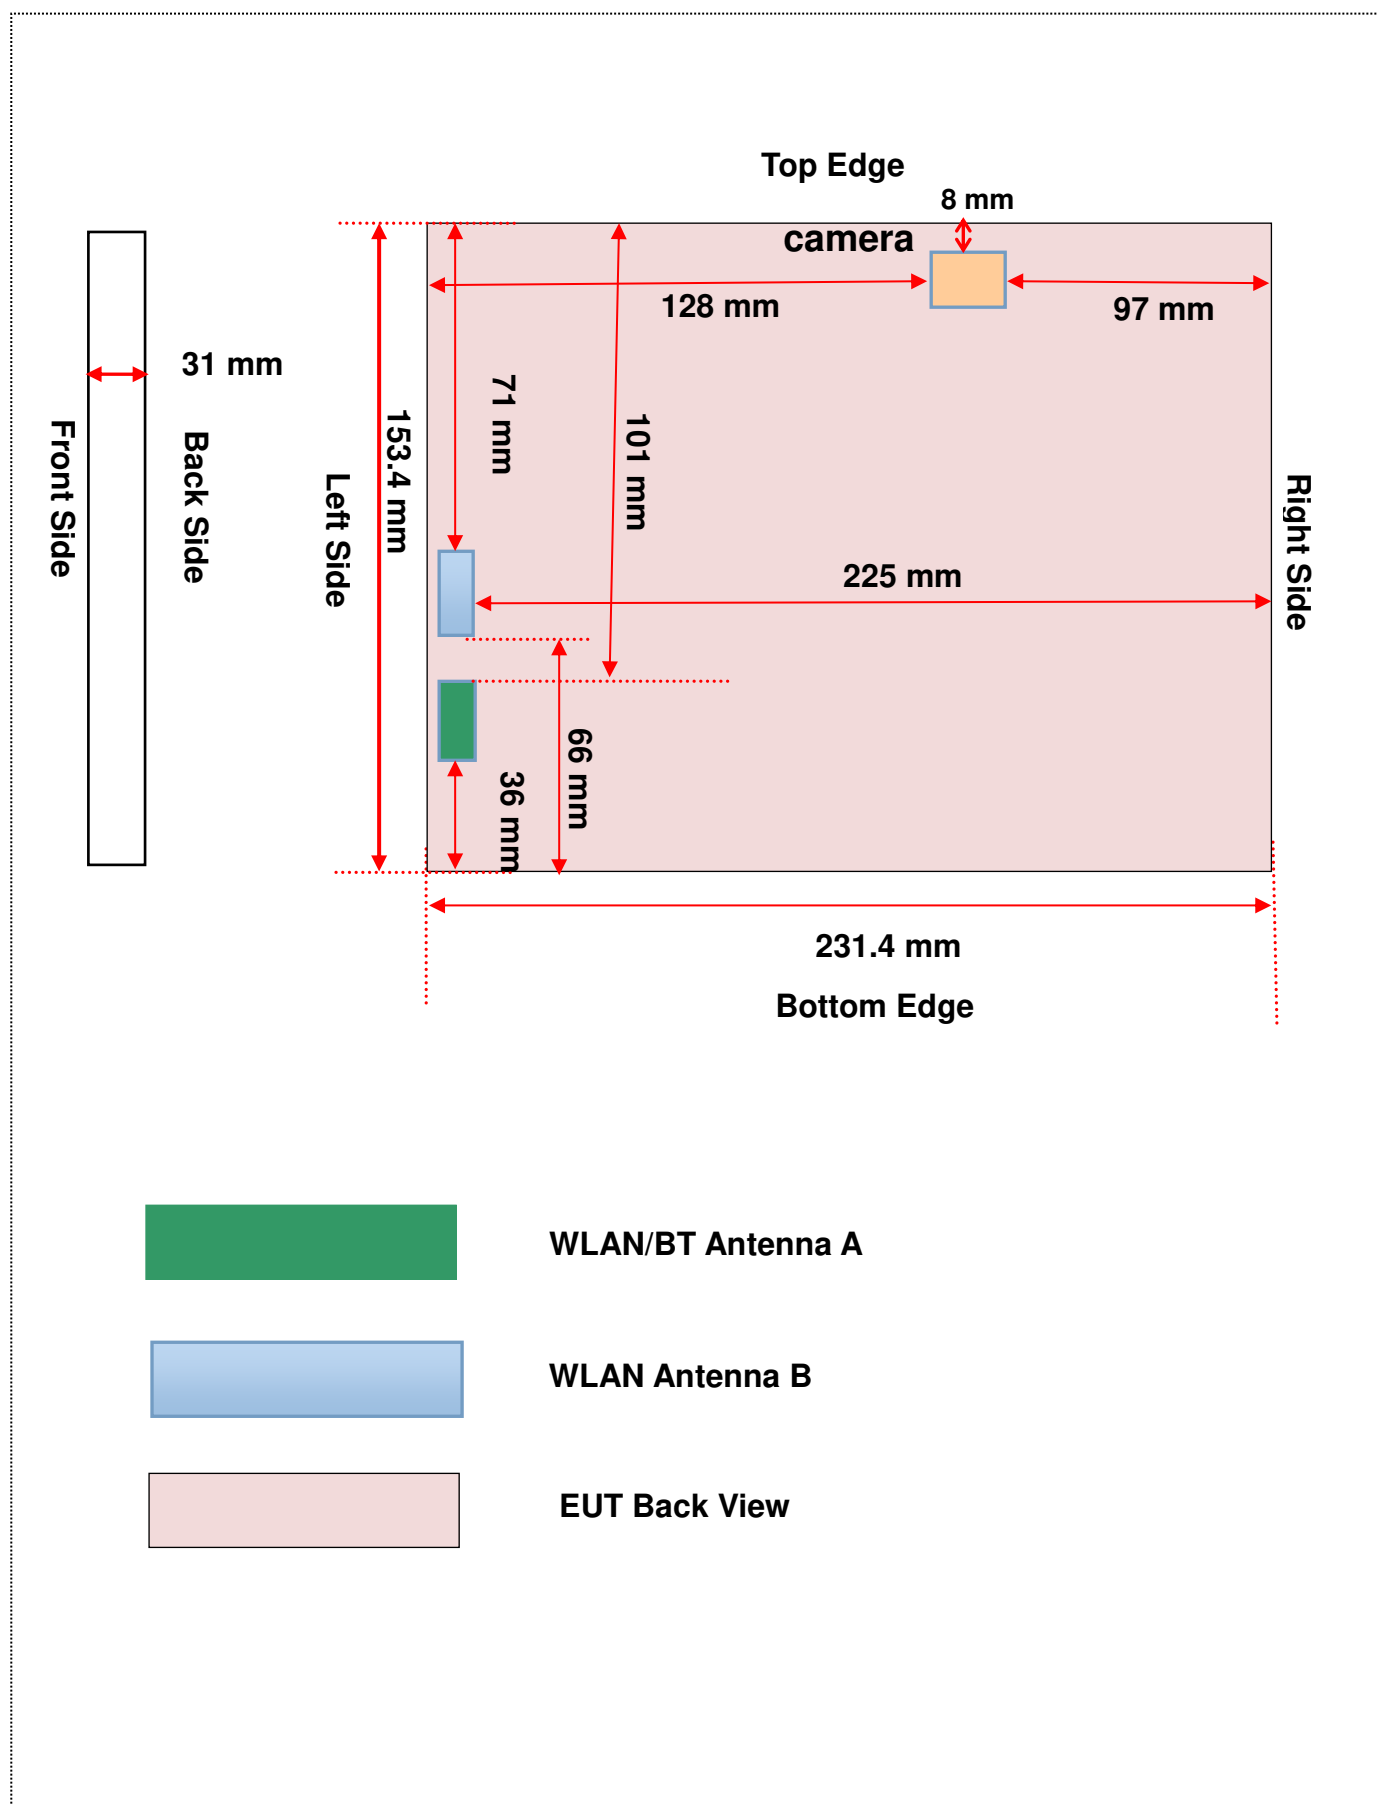 Top Edge
8 mm
camera
128 mm
97 mm
31 mm
71 mm
153.4 mm
101 mm
Front Side
Back Side
Left Side
Right Side
225 mm
66 mm
36 mm
231.4 mm
Bottom Edge
WLAN/BT Antenna A
WLAN Antenna B
EUT Back View